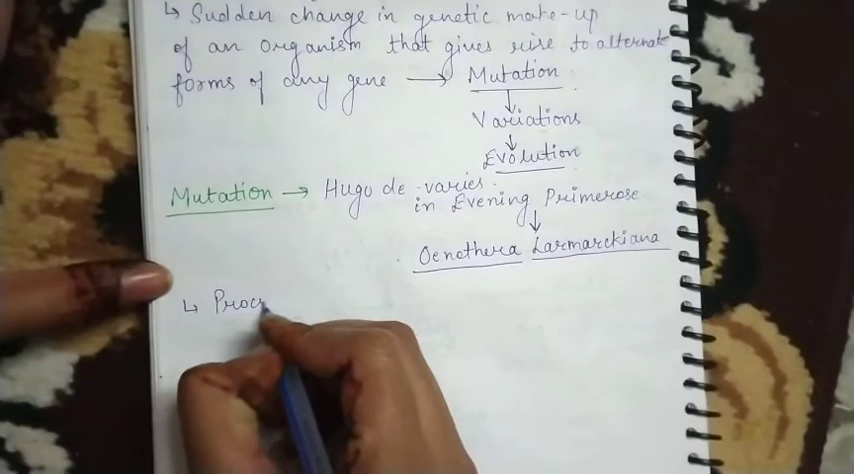 ↳ Sudden change in genetic make-up
of an organism that gives rise to alternate
forms of any gene → Mutation
↓
Variations
↓
Evolution
Mutation → Hugo de varies
in Evening Primerose
↓
Oenothera Larmarckiana
↳ Proc